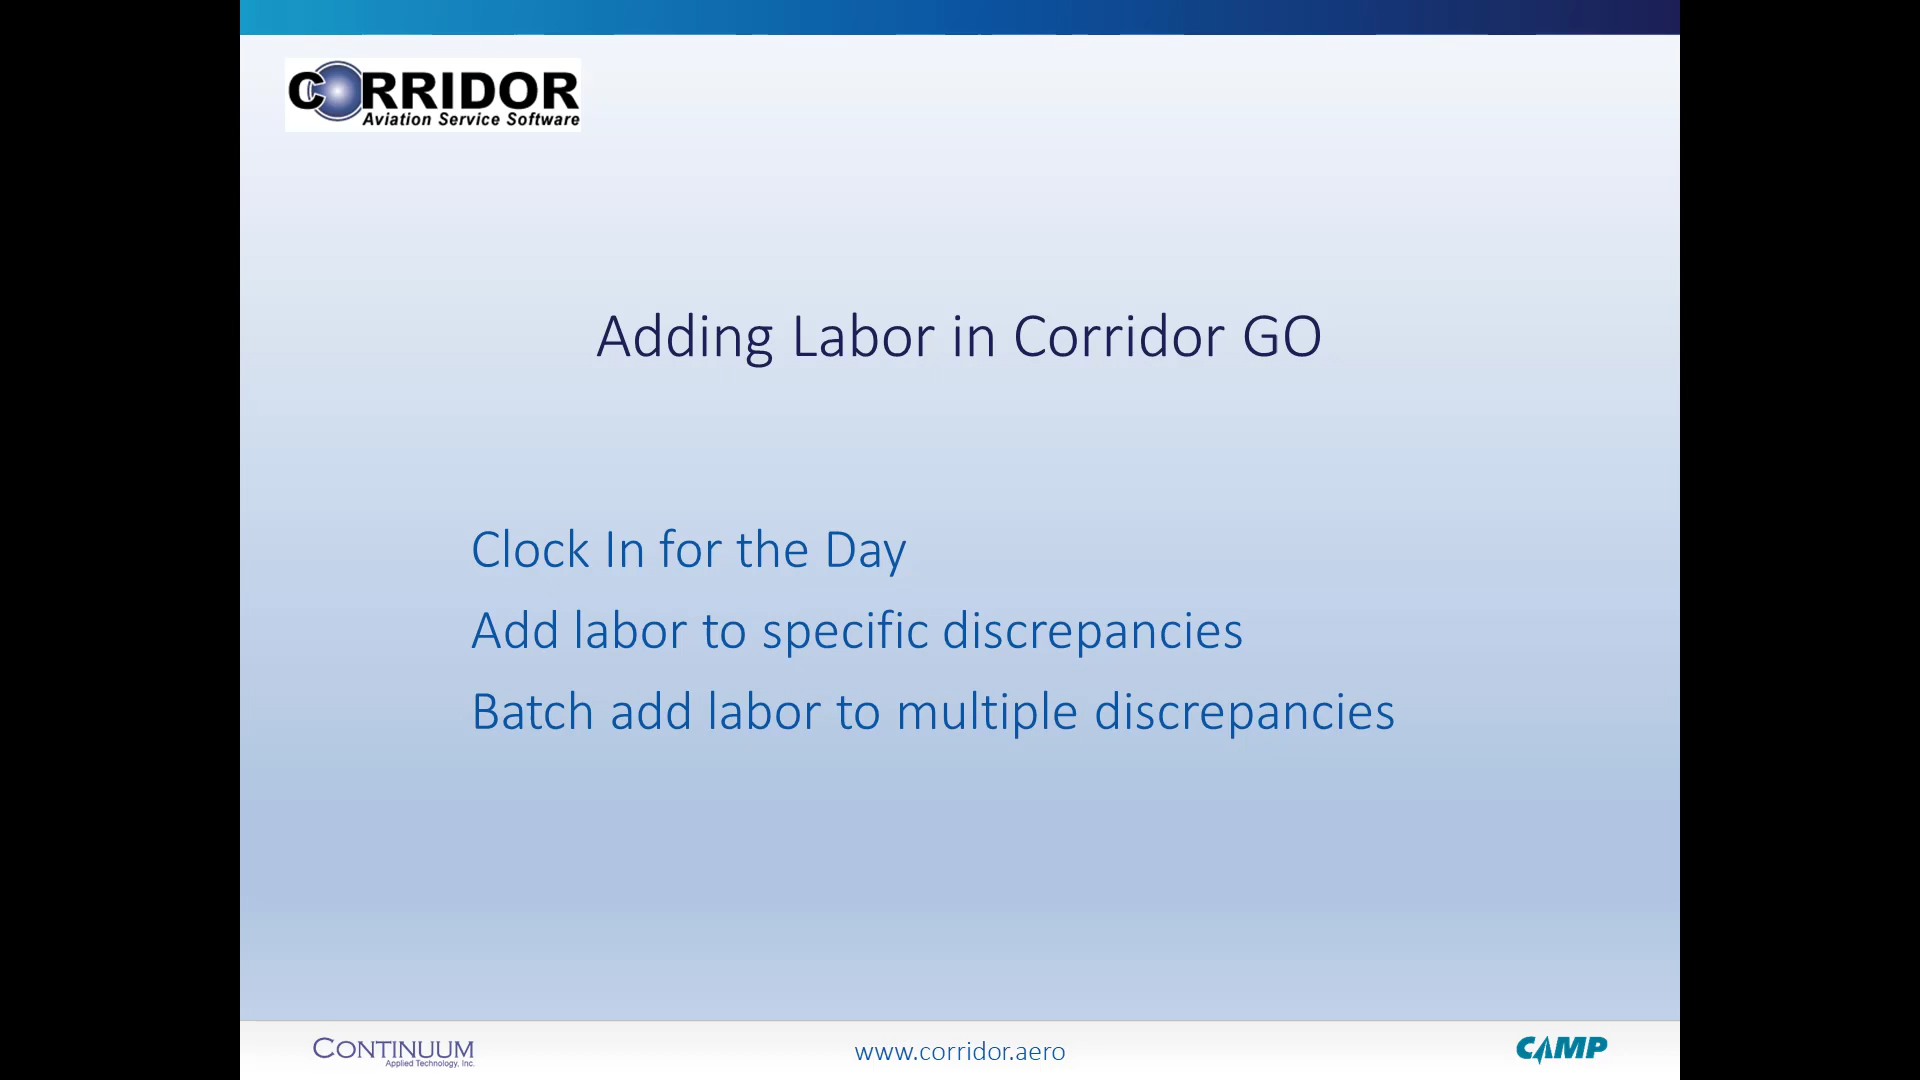 CORRIDOR
Aviation Service Software
Adding Labor in Corridor GO
Clock In for the Day
Add labor to specific discrepancies
Batch add labor to multiple discrepancies
CONTINUUM
Applied Technology, Inc.
www.corridor.aero
CAMP